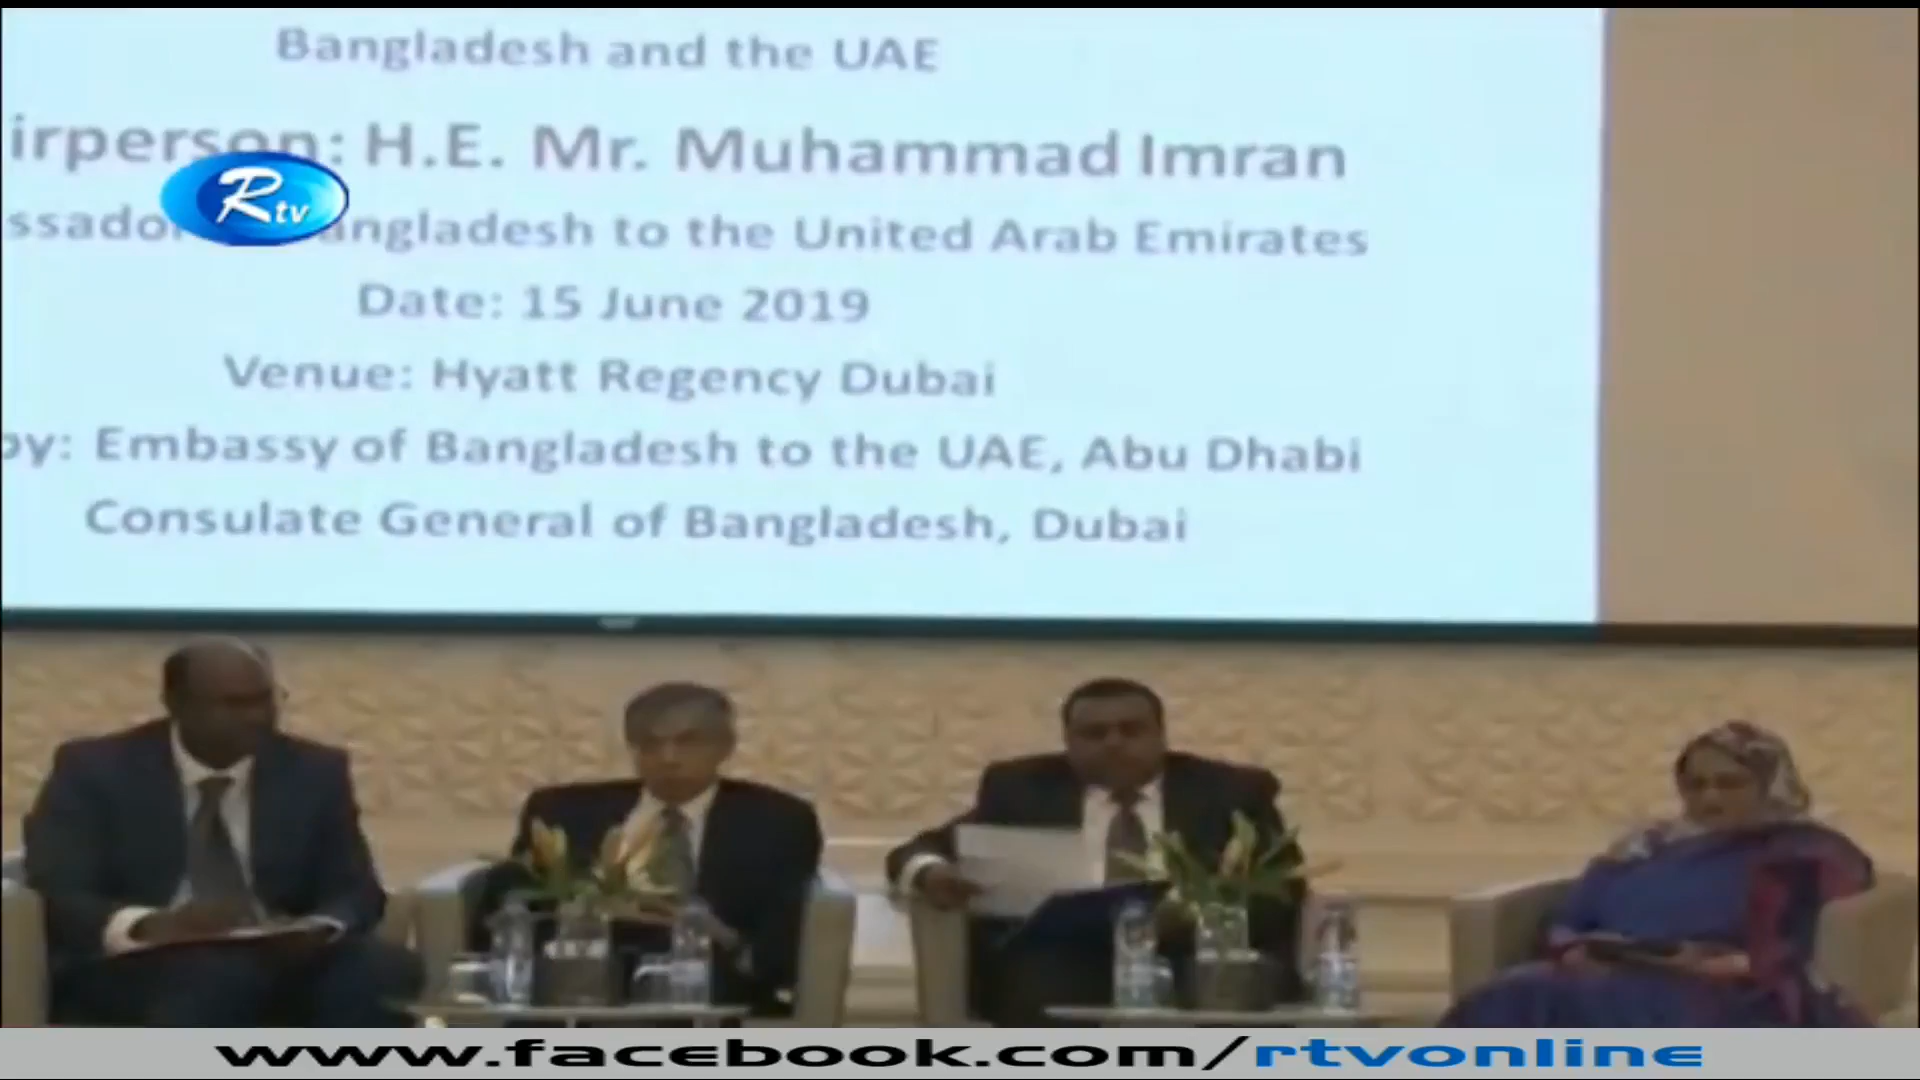 Bangladesh and the UAE
irperson: H.E. Mr. Muhammad Imran
Rtv
ssador Bangladesh to the United Arab Emirates
Date: 15 June 2019
Venue: Hyatt Regency Dubai
by: Embassy of Bangladesh to the UAE, Abu Dhabi
Consulate General of Bangladesh, Dubai
www.facebook.com/rtvonline